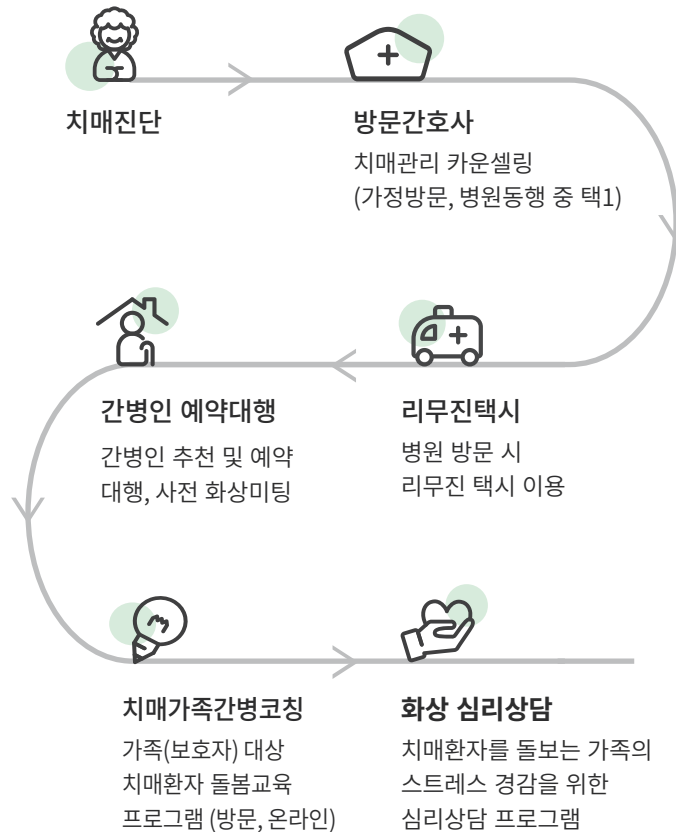 치매진단
방문간호사
치매관리 카운셀링
(가정방문, 병원동행 중 택1)
리무진택시
병원 방문 시
리무진 택시 이용
간병인 예약대행
간병인 추천 및 예약
대행, 사전 화상미팅
치매가족간병코칭
가족(보호자) 대상
치매환자 돌봄교육
프로그램 (방문, 온라인)
화상 심리상담
치매환자를 돌보는 가족의
스트레스 경감을 위한
심리상담 프로그램